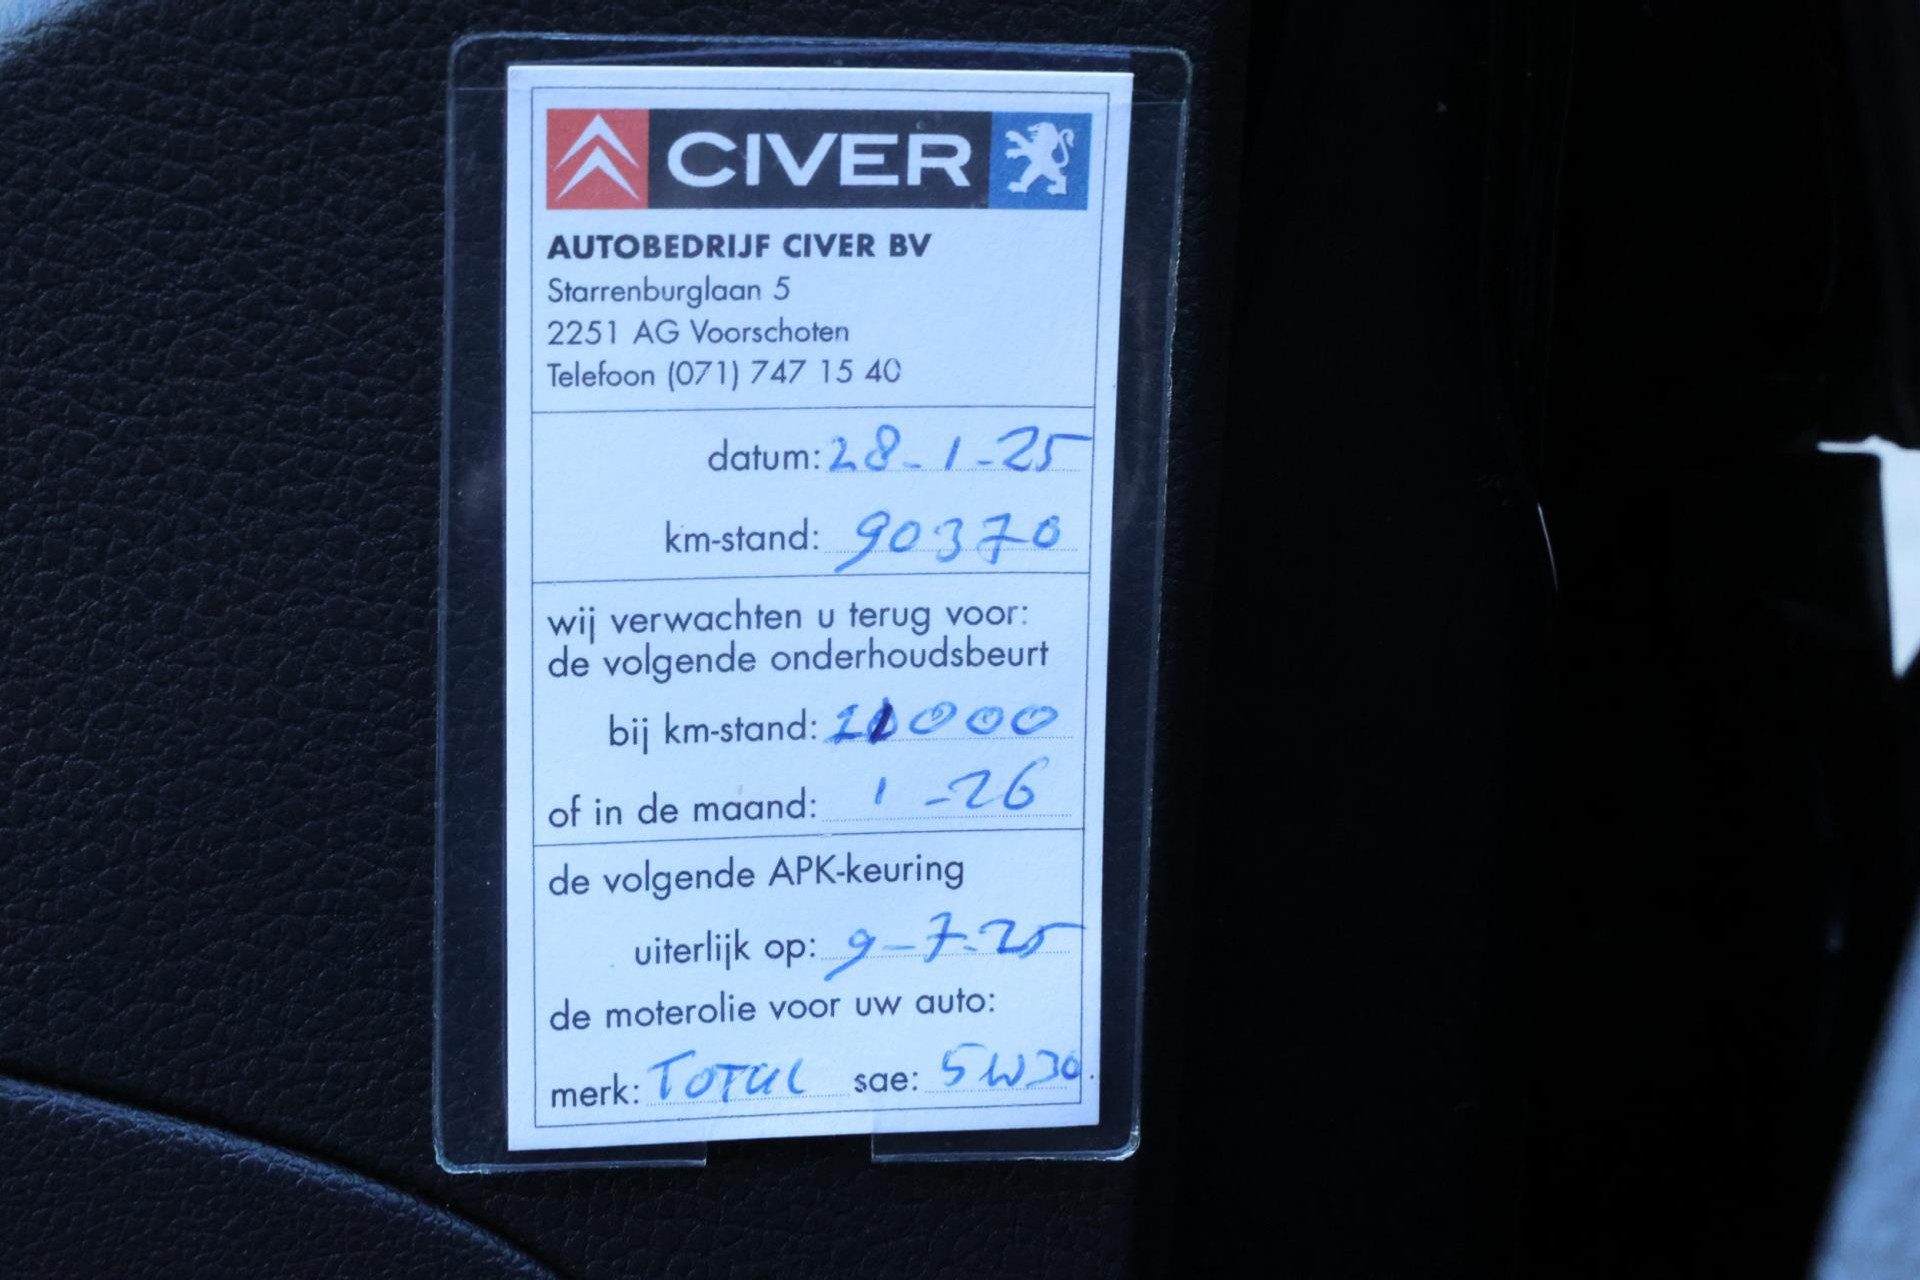 CIVER
AUTOBEDRIJF CIVER BV
Starrenburglaan 5
2251 AG Voorschoten
Telefoon (071) 747 15 40
datum: 28-1-25
km-stand: 90370
wij verwachten u terug voor:
de volgende onderhoudsbeurt
bij km-stand:
of in de maand: 1-26
de volgende APK-keuring
uiterlijk op: 9-7-25
de moterolie voor uw auto:
merk: TOTAL sae: 5W30